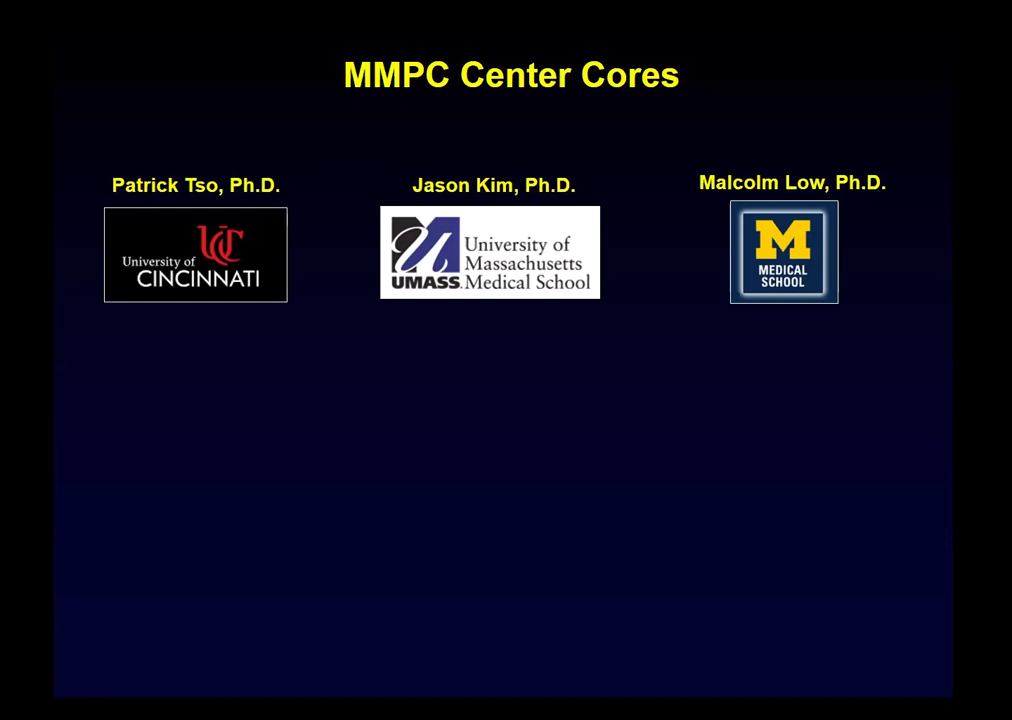 MMPC Center Cores
Patrick Tso, Ph.D.
Jason Kim, Ph.D.
Malcolm Low, Ph.D.
UC
University of
CINCINNATI
University of
Massachusetts
UMASS Medical School
M
MEDICAL
SCHOOL